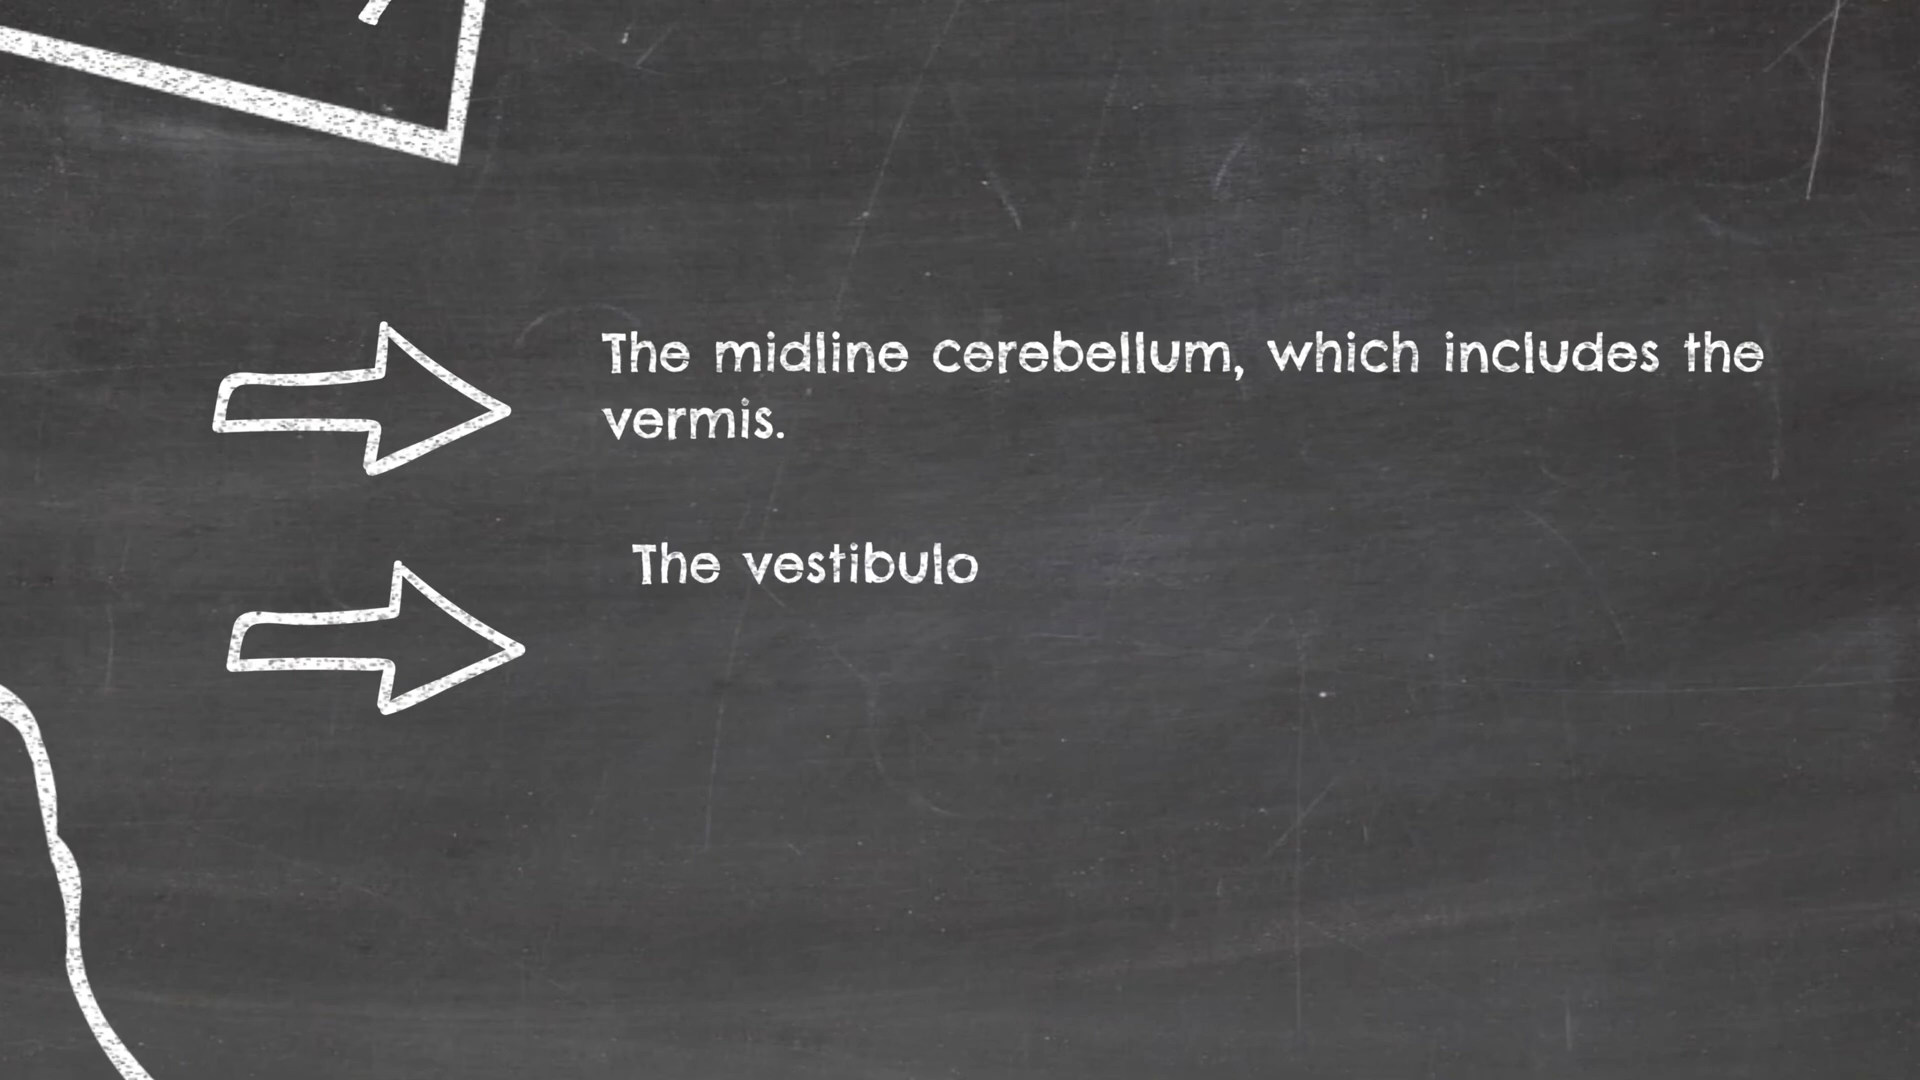 The midline cerebellum, which includes the
vermis.
The vestibulo